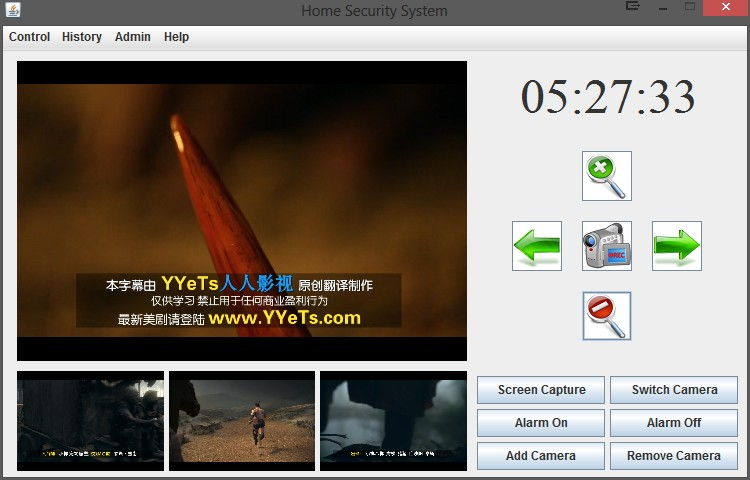 Home Security System
Control History Admin Help
05:27:33
本字幕由 YYeTs人人影视 原创翻译制作
仅供学习 禁止用于任何商业盈利行为
最新美剧请登陆 www.YYeTs.com
REC
Screen Capture Switch Camera
Alarm On Alarm Off
Add Camera Remove Camera